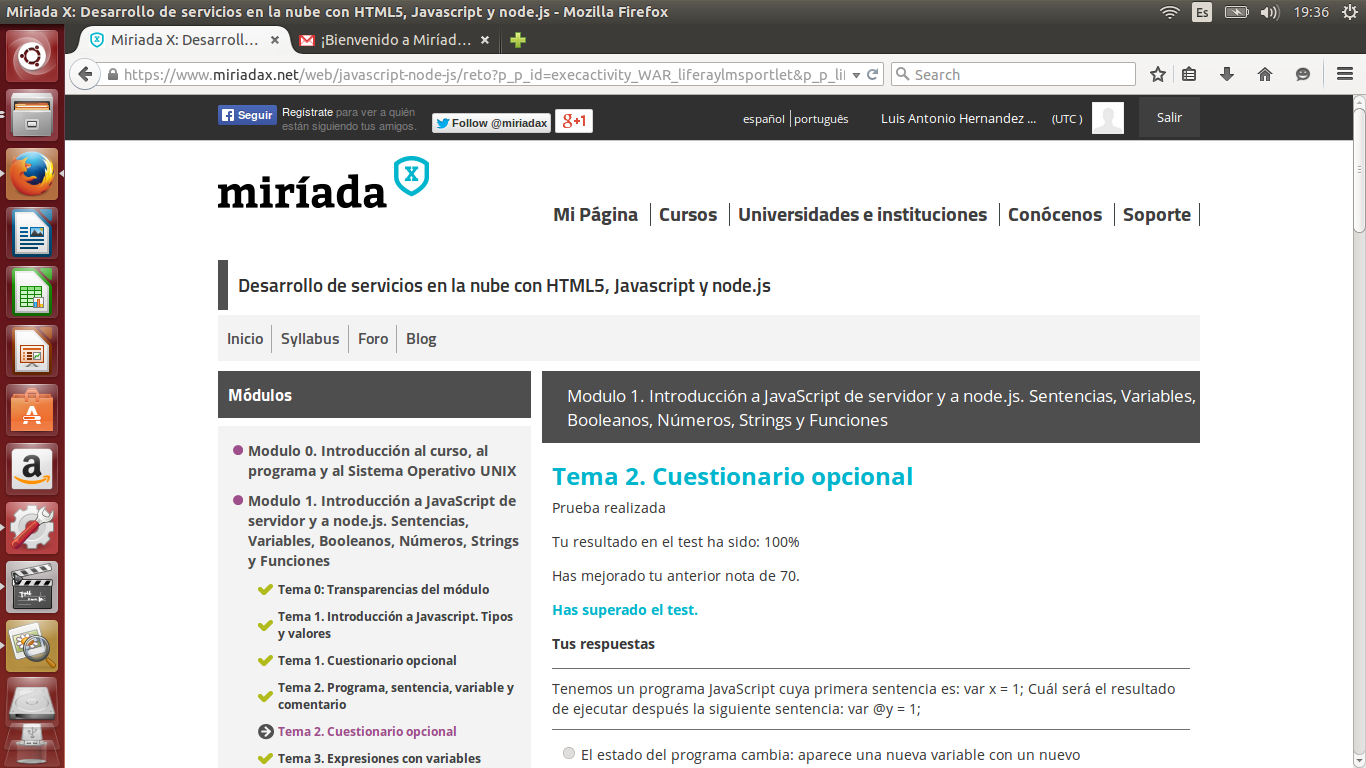 Miriada X: Desarrollo de servicios en la nube con HTML5, Javascript y node.js - Mozilla Firefox
Es
19:36
Miriada X: Desarroll...
¡Bienvenido a Miríad...
https://www.miriadax.net/web/javascript-node-js/reto?p_p_id=execactivity_WAR_liferaylmsportlet&p_p_li
Search
Seguir
Regístrate para ver a quién
están siguiendo tus amigos.
Follow @miriadax
g+1
español
português
Luis Antonio Hernandez ...
(UTC )
Salir
miríada
X
Mi Página
Cursos
Universidades e instituciones
Conócenos
Soporte
Desarrollo de servicios en la nube con HTML5, Javascript y node.js
Inicio
Syllabus
Foro
Blog
Módulos
Modulo 0. Introducción al curso, al
programa y al Sistema Operativo UNIX
Modulo 1. Introducción a JavaScript de
servidor y a node.js. Sentencias,
Variables, Booleanos, Números, Strings
y Funciones
Tema 0: Transparencias del módulo
Tema 1. Introducción a Javascript. Tipos
y valores
Tema 1. Cuestionario opcional
Tema 2. Programa, sentencia, variable y
comentario
Tema 2. Cuestionario opcional
Tema 3. Expresiones con variables
Modulo 1. Introducción a JavaScript de servidor y a node.js. Sentencias, Variables,
Booleanos, Números, Strings y Funciones
Tema 2. Cuestionario opcional
Prueba realizada
Tu resultado en el test ha sido: 100%
Has mejorado tu anterior nota de 70.
Has superado el test.
Tus respuestas
Tenemos un programa JavaScript cuya primera sentencia es: var x = 1; Cuál será el resultado
de ejecutar después la siguiente sentencia: var @y = 1;
El estado del programa cambia: aparece una nueva variable con un nuevo